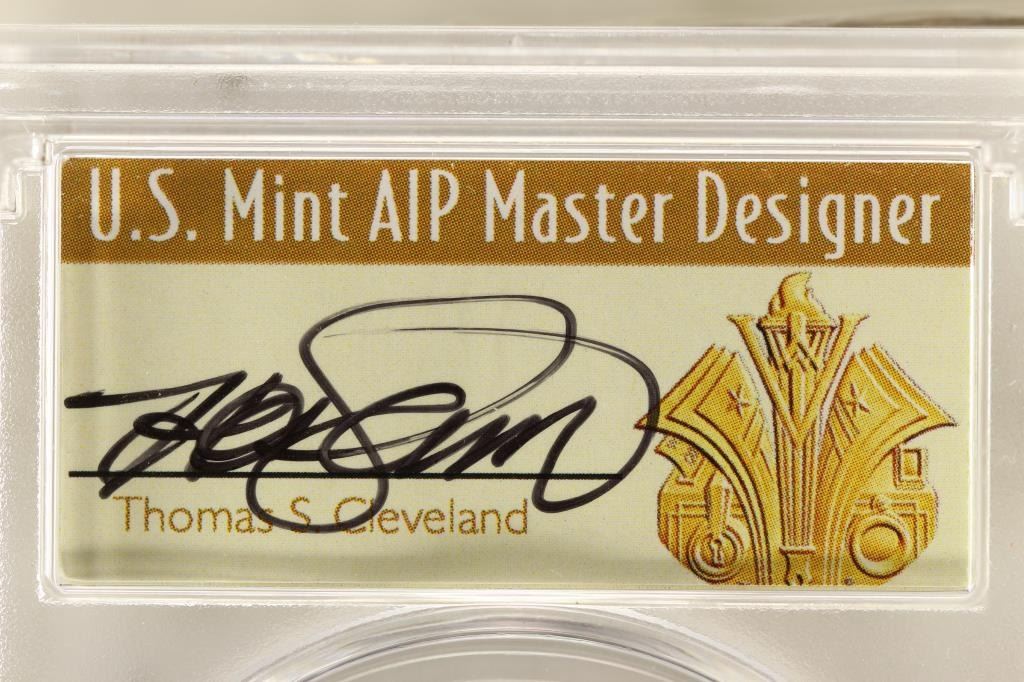 U.S. Mint AIP Master Designer
Thomas S. Cleveland